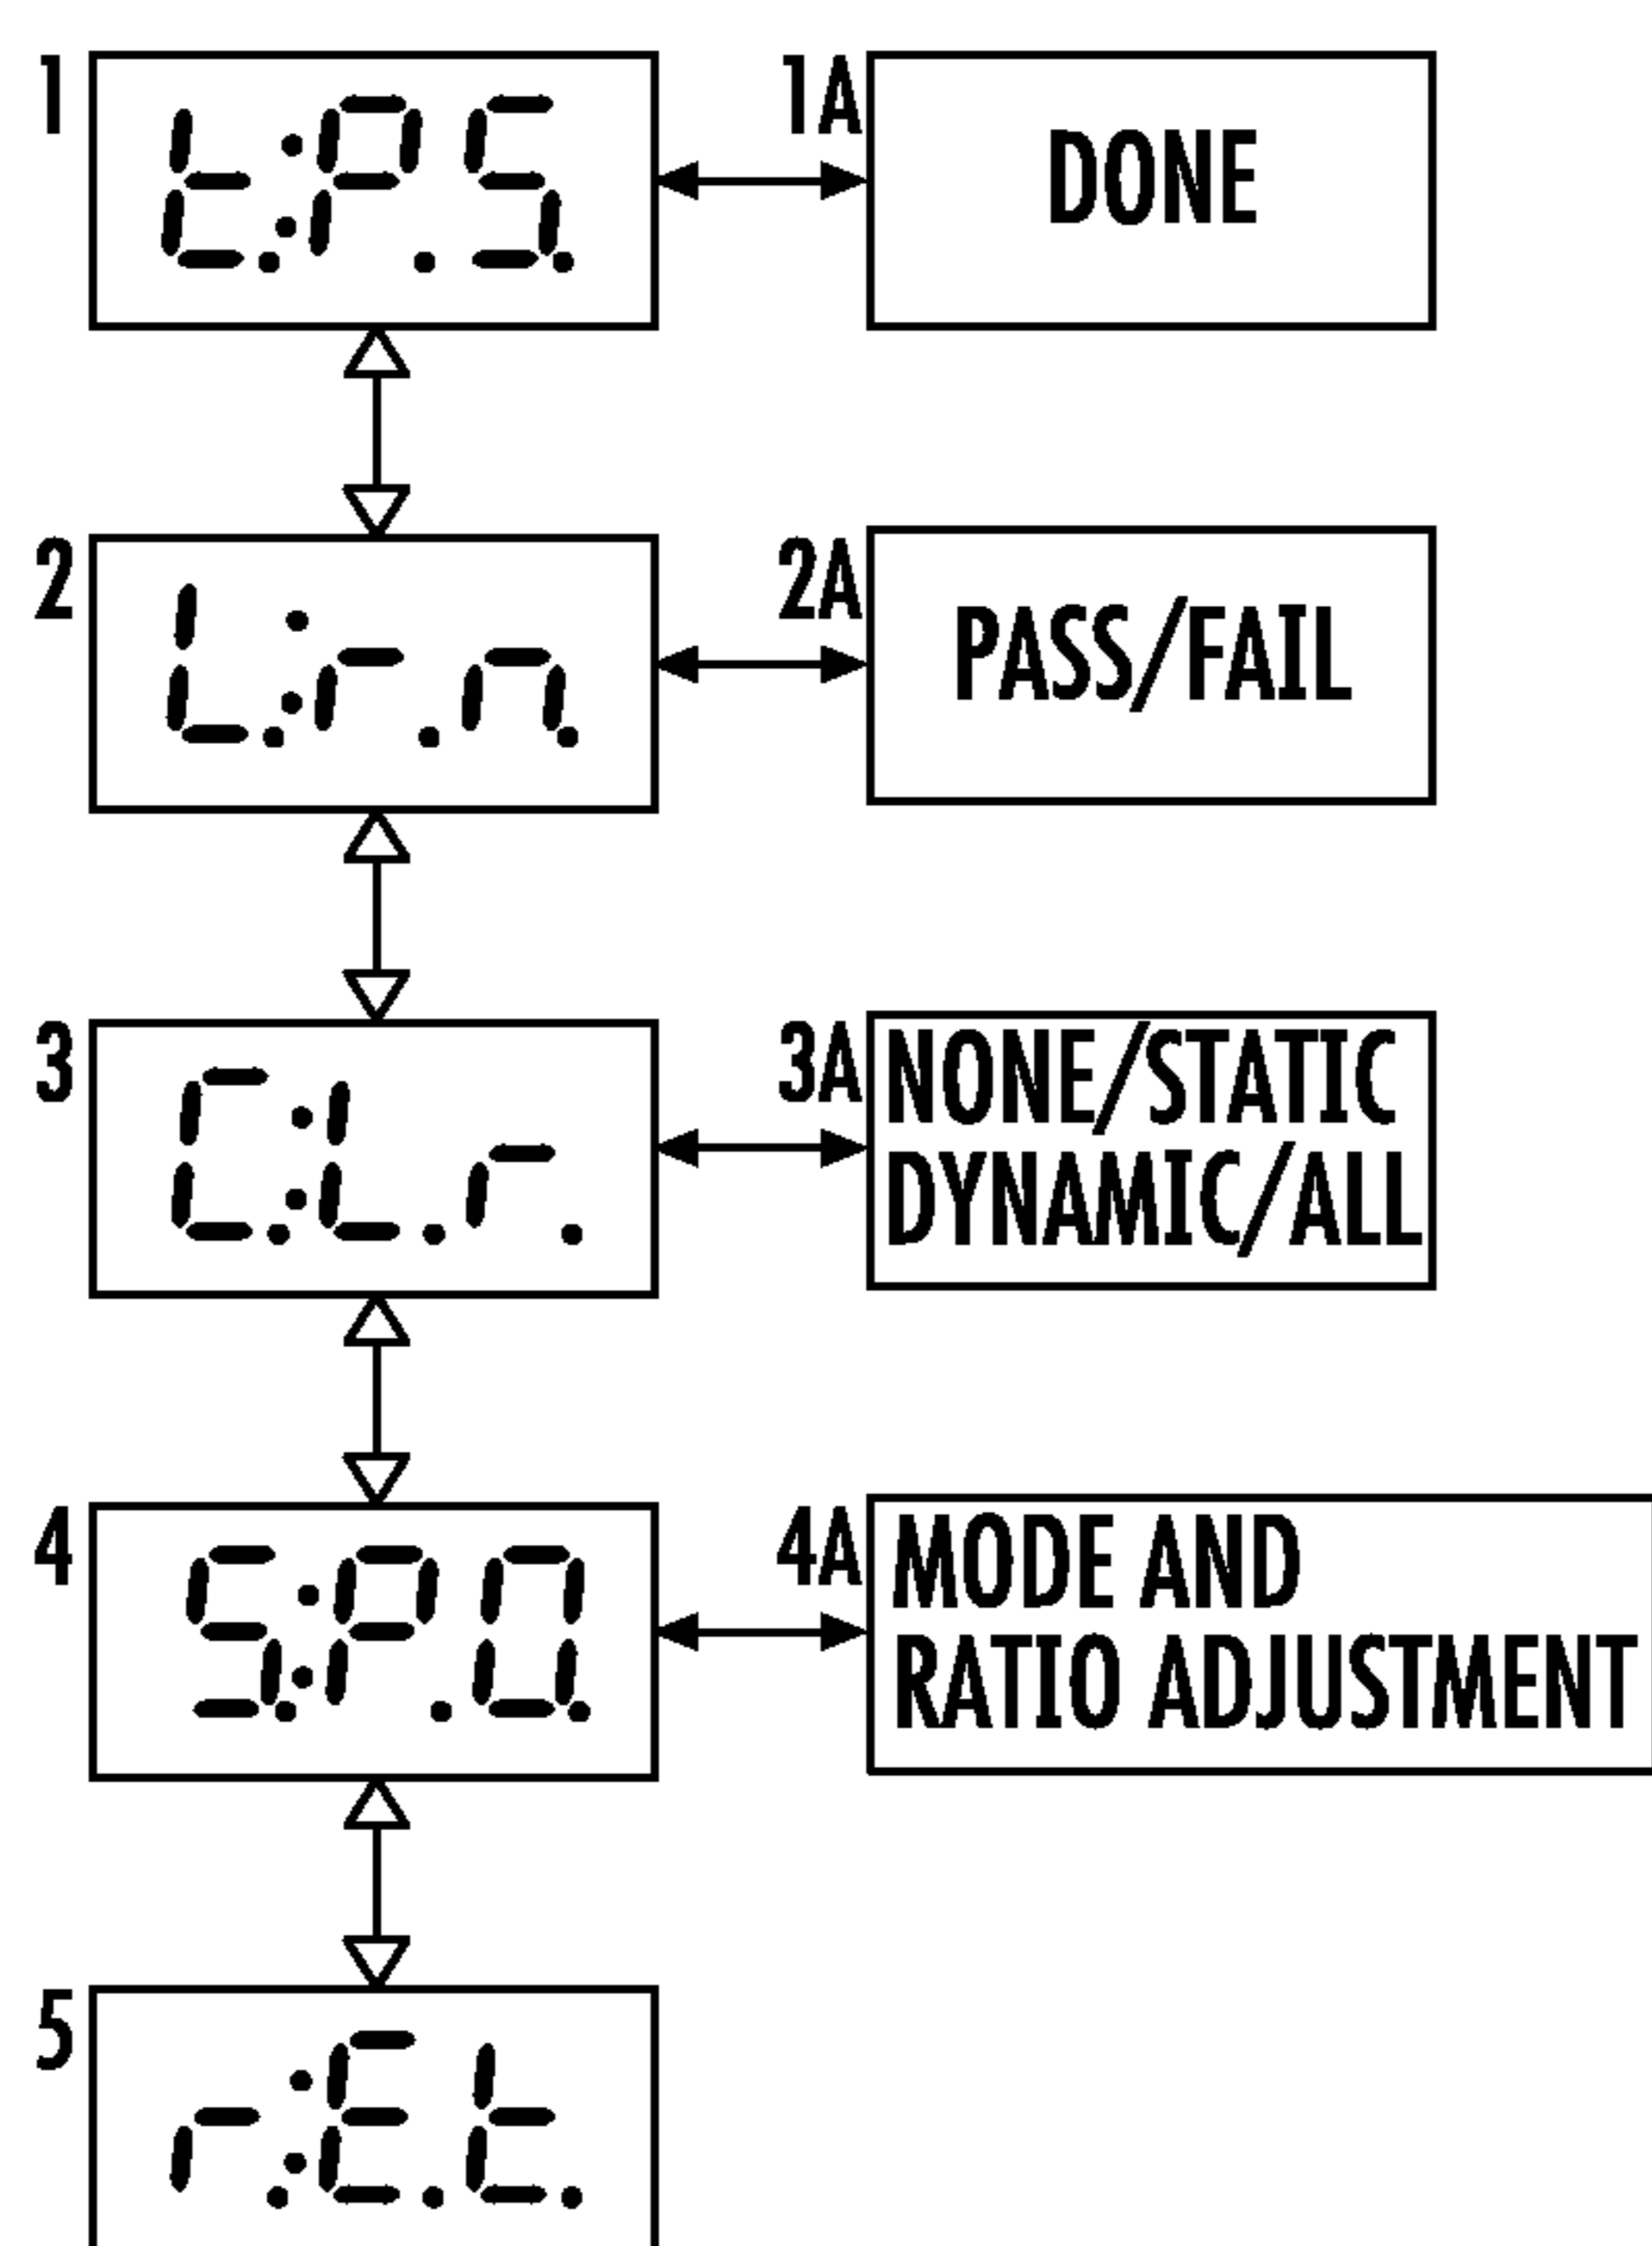 1
t.:P.S.
1A
DONE
2
L.:r.n.
2A
PASS/FAIL
3
C.:L.r.
3A
NONE/STATIC
DYNAMIC/ALL
4
S.:P.0.
4A
MODE AND
RATIO ADJUSTMENT
5
r.:E.t.